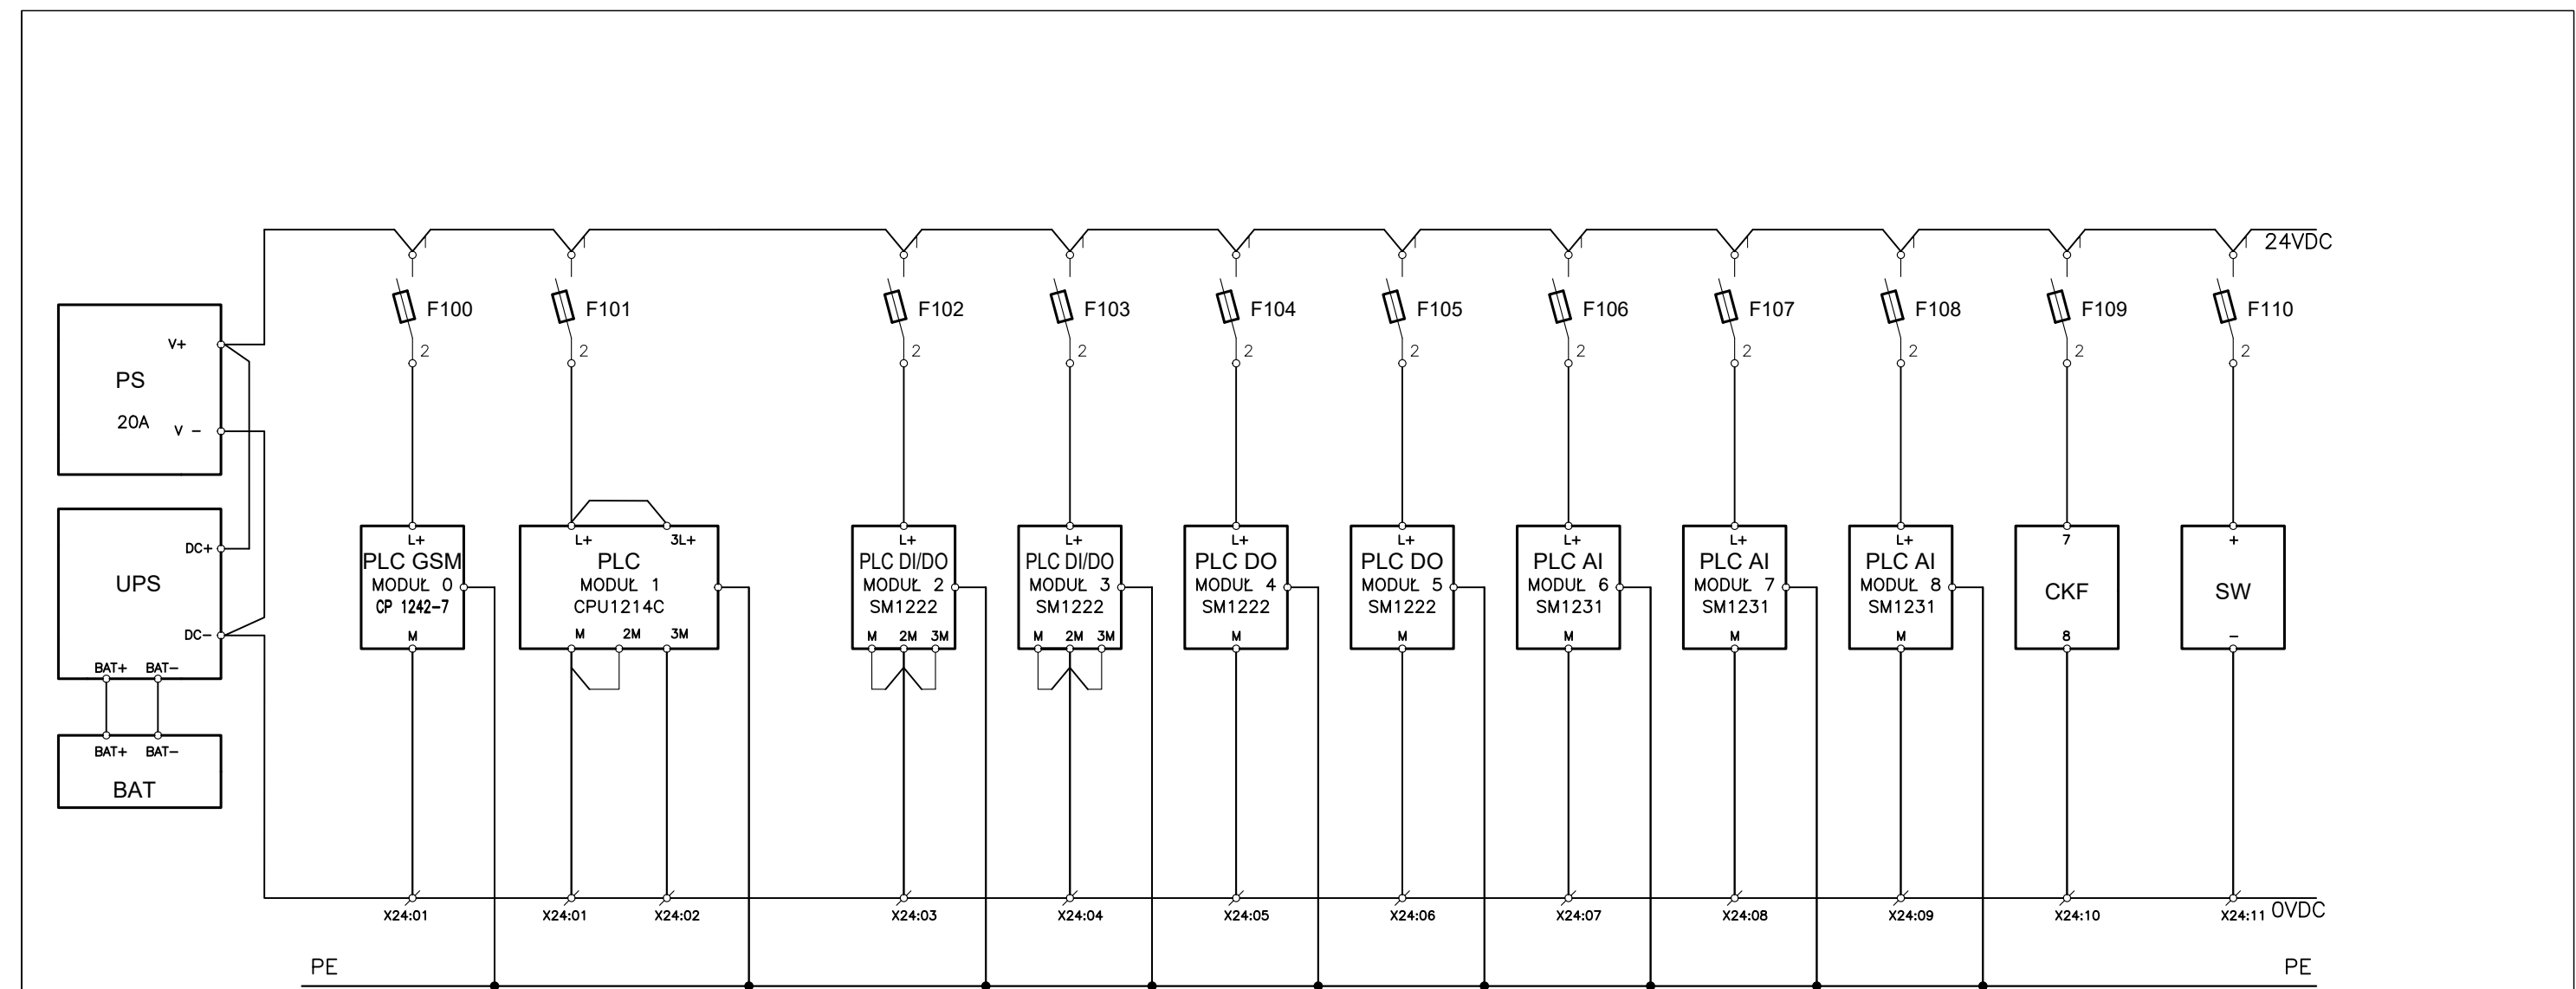 24VDC
F100 F101 F102 F103 F104 F105 F106 F107 F108 F109 F110
V+
2 2 2 2 2 2 2 2 2 2 2
PS
20A V -
L+ L+ 3L+ L+ L+ L+ L+ L+ L+ L+ 7 +
DC+
PLC GSM PLC PLC DI/DO PLC DI/DO PLC DO PLC DO PLC AI PLC AI PLC AI
UPS
MODUŁ 0 MODUŁ 1 MODUŁ 2 MODUŁ 3 MODUŁ 4 MODUŁ 5 MODUŁ 6 MODUŁ 7 MODUŁ 8 CKF SW
CP 1242-7 CPU1214C SM1222 SM1222 SM1222 SM1222 SM1231 SM1231 SM1231
DC-
M M 2M 3M M 2M 3M M 2M 3M M M M M M 8 -
BAT+ BAT-
BAT+ BAT-
BAT
X24:01 X24:01 X24:02 X24:03 X24:04 X24:05 X24:06 X24:07 X24:08 X24:09 X24:10 X24:11 0VDC
PE PE